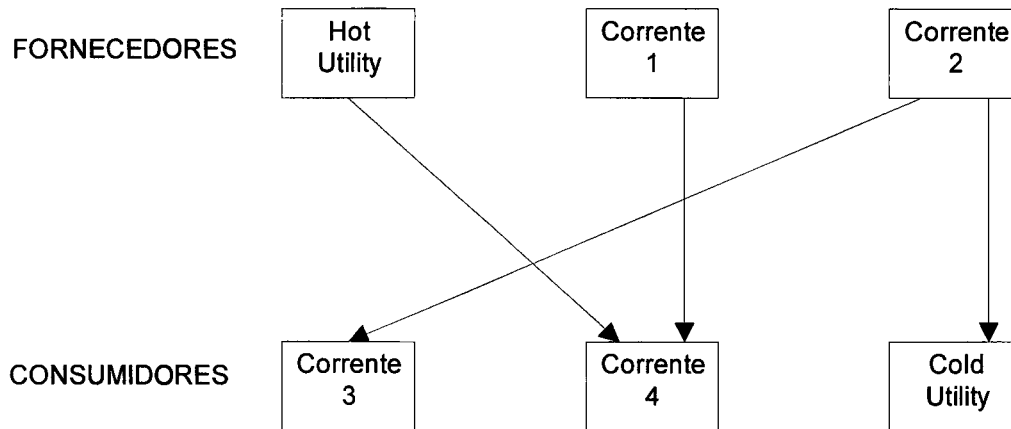 FORNECEDORES
Hot
Utility
Corrente
1
Corrente
2
CONSUMIDORES
Corrente
3
Corrente
4
Cold
Utility